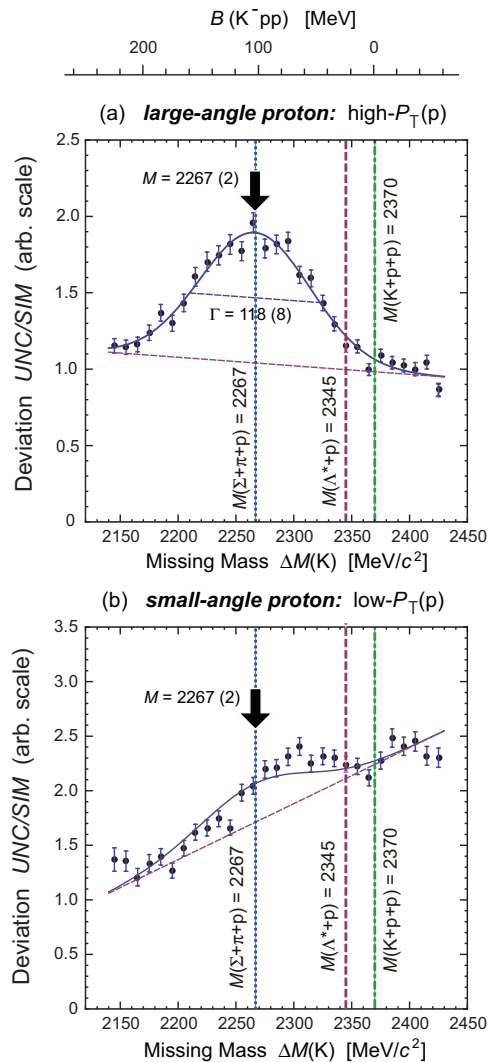 B (K⁻pp) [MeV]
200 100 0
(a) large-angle proton: high-P_T(p)
2.5
2.0
1.5
1.0
0.5
0
Deviation UNC/SIM (arb. scale)
M = 2267 (2)
Γ = 118 (8)
M(Σ+π+p) = 2267
M(Λ*+p) = 2345
M(K+p+p) = 2370
2150 2200 2250 2300 2350 2400 2450
Missing Mass ΔM(K) [MeV/c²]
(b) small-angle proton: low-P_T(p)
3.5
3.0
2.5
2.0
1.5
1.0
0.5
0.0
Deviation UNC/SIM (arb. scale)
M = 2267 (2)
M(Σ+π+p) = 2267
M(Λ*+p) = 2345
M(K+p+p) = 2370
2150 2200 2250 2300 2350 2400 2450
Missing Mass ΔM(K) [MeV/c²]